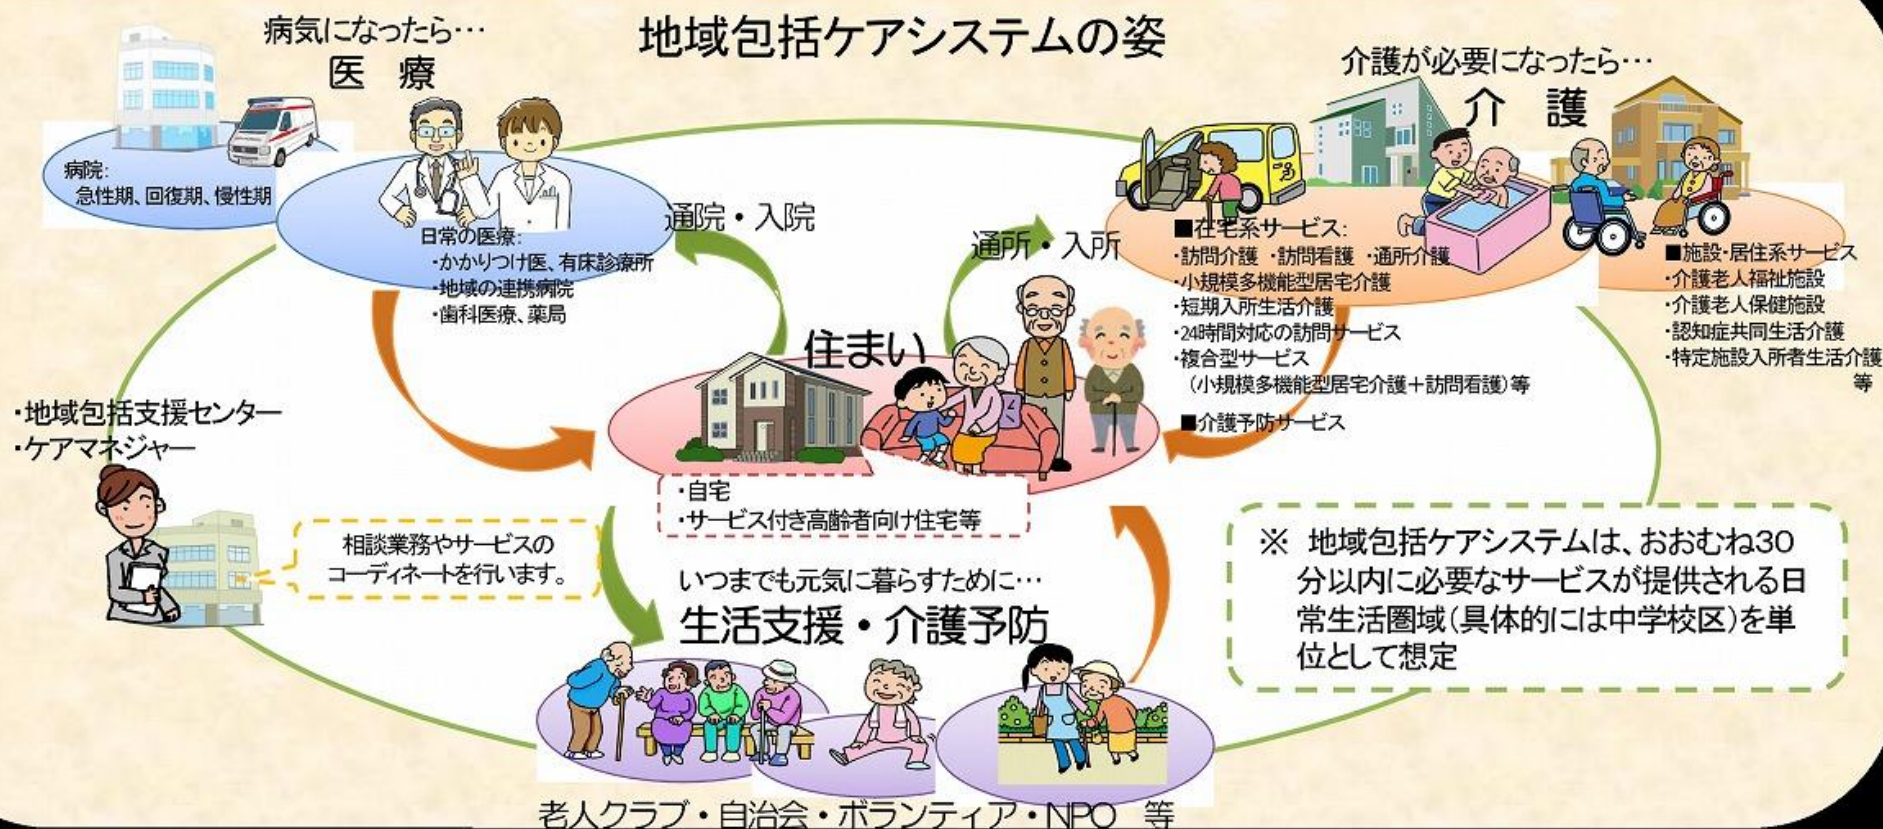 地域包括ケアシステムの姿
病気になったら…
医 療
病院:
急性期、回復期、慢性期
日常の医療:
・かかりつけ医、有床診療所
・地域の連携病院
・歯科医療、薬局
通院・入院
通所・入所
介護が必要になったら…
介 護
■在宅系サービス:
・訪問介護 ・訪問看護 ・通所介護
・小規模多機能型居宅介護
・短期入所生活介護
・24時間対応の訪問サービス
・複合型サービス
(小規模多機能型居宅介護+訪問看護)等
■介護予防サービス
■施設・居住系サービス
・介護老人福祉施設
・介護老人保健施設
・認知症共同生活介護
・特定施設入所者生活介護
等
住まい
・自宅
・サービス付き高齢者向け住宅等
・地域包括支援センター
・ケアマネジャー
相談業務やサービスの
コーディネートを行います。
いつまでも元気に暮らすために…
生活支援・介護予防
老人クラブ・自治会・ボランティア・NPO 等
※ 地域包括ケアシステムは、おおむね30
分以内に必要なサービスが提供される日
常生活圏域(具体的には中学校区)を単
位として想定